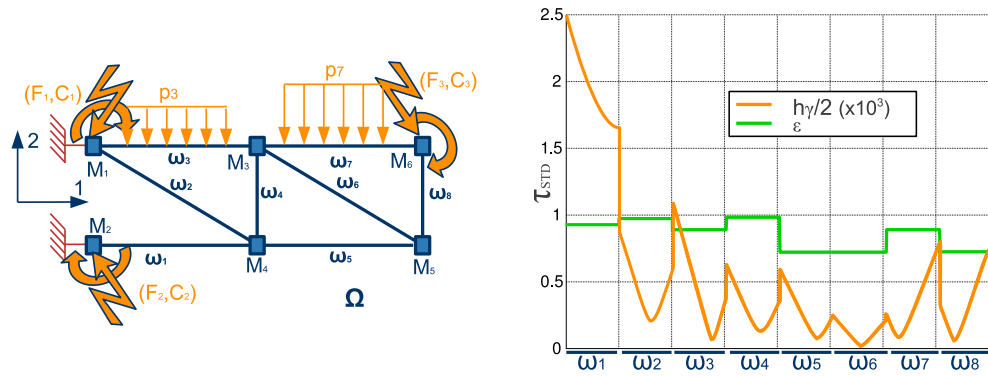 (F₁,C₁)
p₃
p₇
(F₃,C₃)
2
1
M₁
ω₃
M₃
ω₇
M₆
ω₂
ω₄
ω₆
ω₈
M₂
ω₁
M₄
ω₅
M₅
(F₂,C₂)
Ω
2.5
2
1.5
1
0.5
0
τSTD
hγ/2 (x10³)
ε
ω₁ ω₂ ω₃ ω₄ ω₅ ω₆ ω₇ ω₈